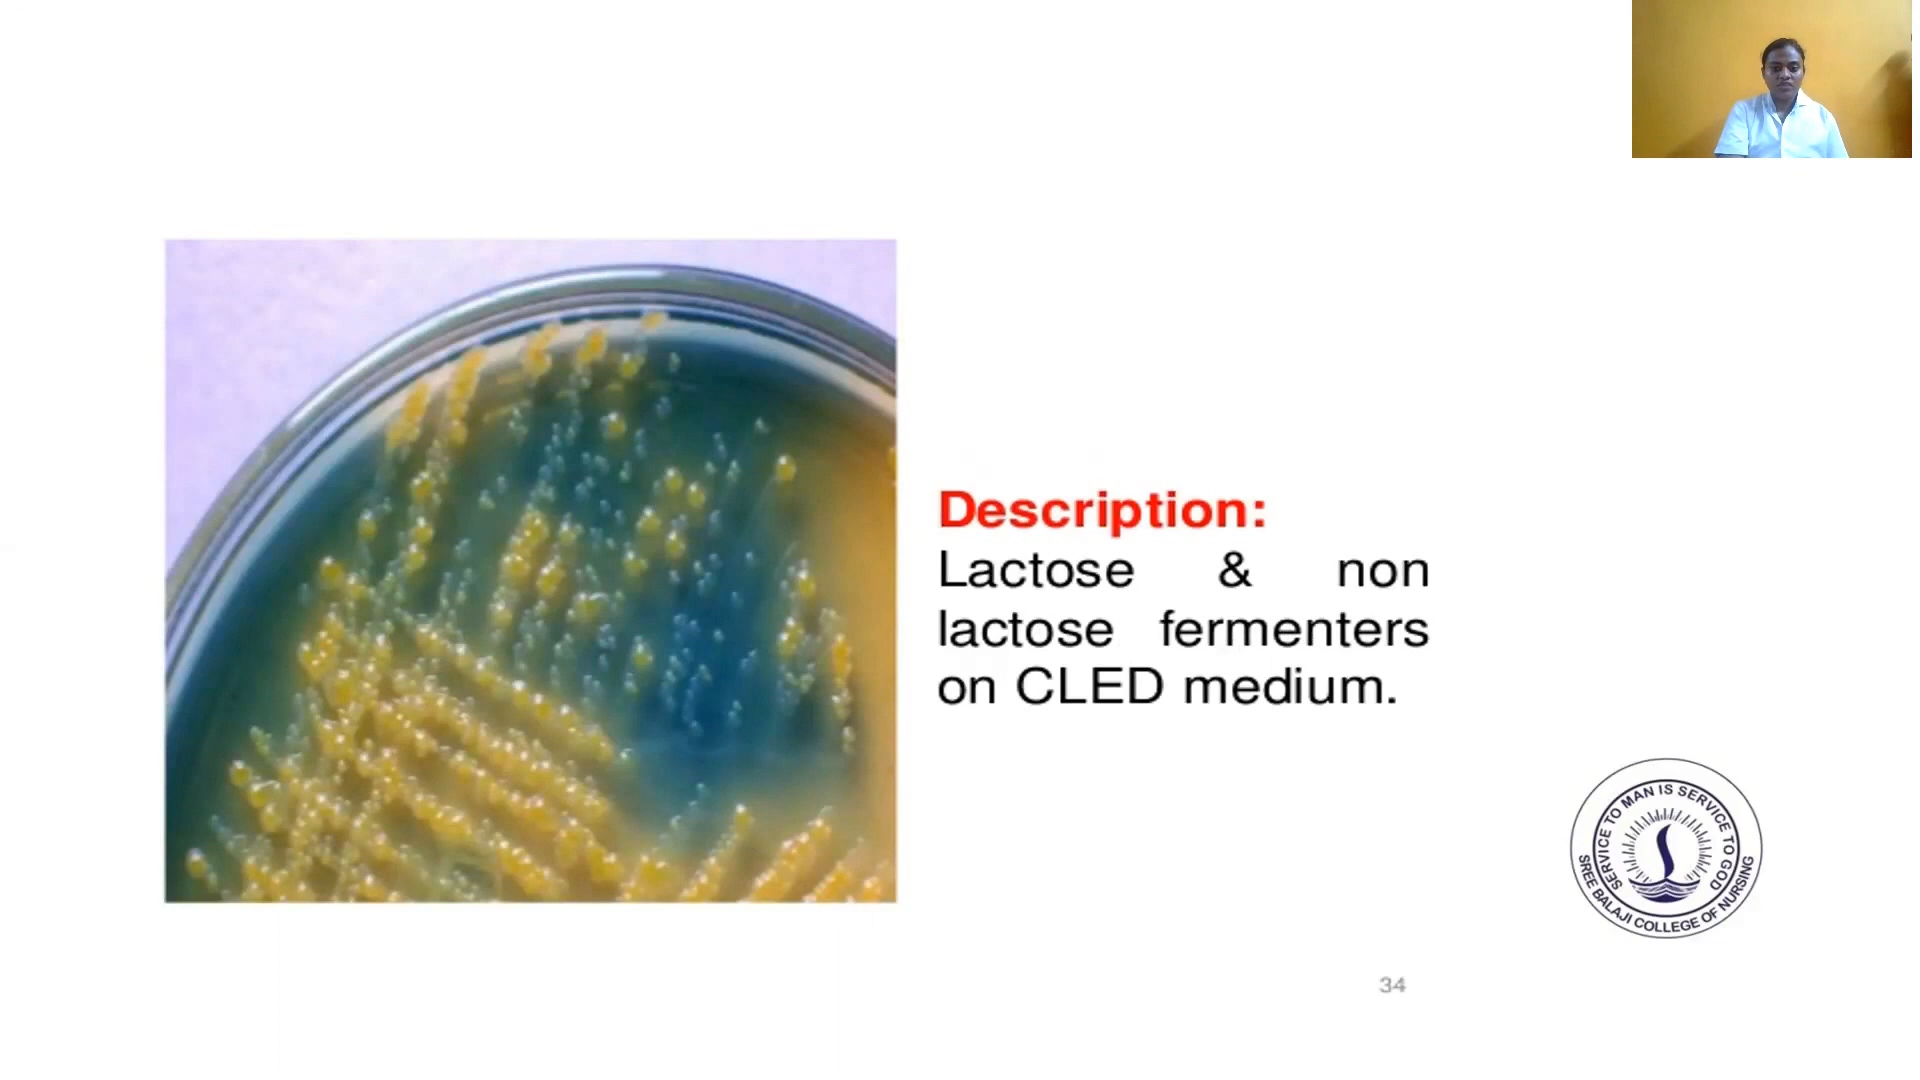 Description:
Lactose & non
lactose fermenters
on CLED medium.
SERVICE TO MAN IS SERVICE TO GOD
SREE BALAJI COLLEGE OF NURSING
34